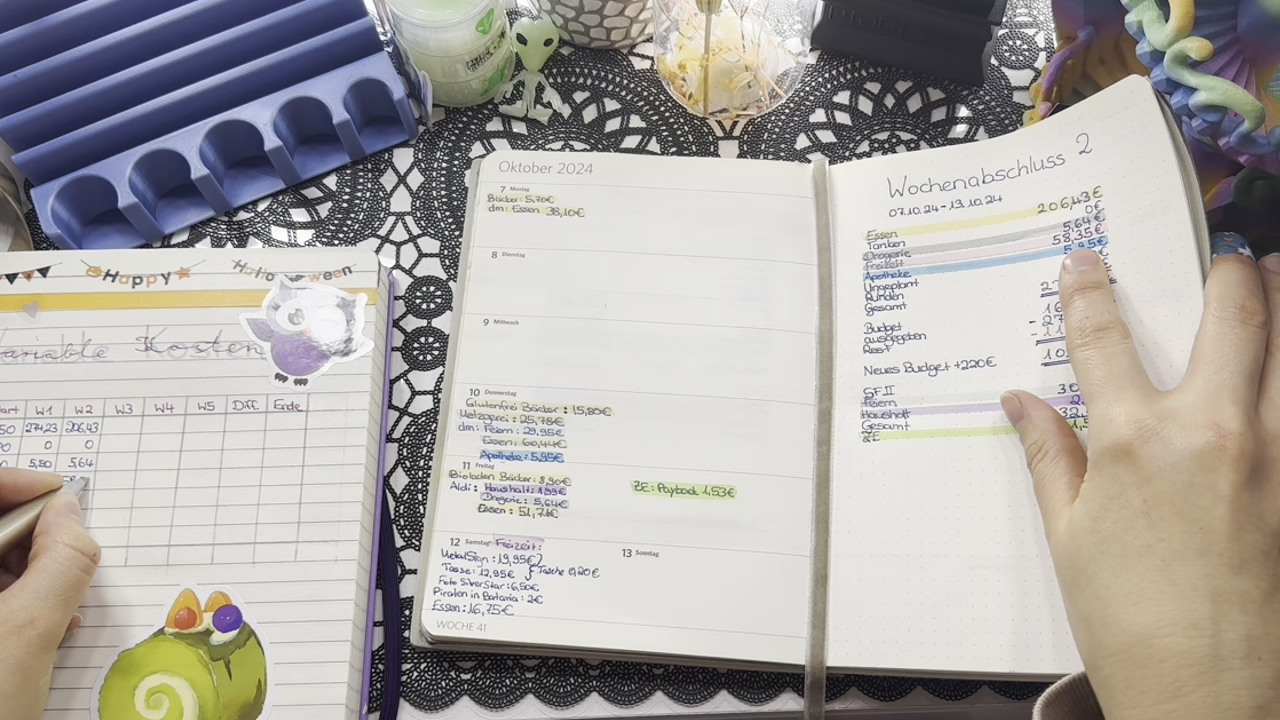 Happy Halloween
Variable Kosten
W1 W2 W3 W4 W5 Diff. Ende
274,23 206,43
0 0
5,50 5,64
Oktober 2024
7 Montag
Bäcker: 5,70€
dm: Essen 38,10€
8 Dienstag
9 Mittwoch
10 Donnerstag
Glutenfrei Bäcker: 15,80€
Metzgerei: 25,78€
dm: Feiern: 29,95€
Essen: 60,44€
Apotheke: 5,95€
11 Freitag
Bioladen Bäcker: 8,90€
Aldi: Haushalt: 1,99€
Drogerie: 5,64€
Essen: 51,71€
ZE: Payback 1,53€
12 Samstag Freizeit:
MetalSign: 19,95€
Tasse: 12,95€ } Tasche 0,20€
Foto SilverStar: 6,50€
Piraten in Batavia: 2€
Essen: 16,75€
13 Sonntag
WOCHE 41
Wochenabschluss 2
07.10.24-13.10.24
Essen 206,43€
Tanken 0€
Drogerie 5,64€
Freizeit 58,35€
Apotheke 5,95€
Ungeplant
Runden
Gesamt
Budget
ausgegeben
Rest
Neues Budget +220€
SF II
Feiern
Haushalt
Gesamt
ZE